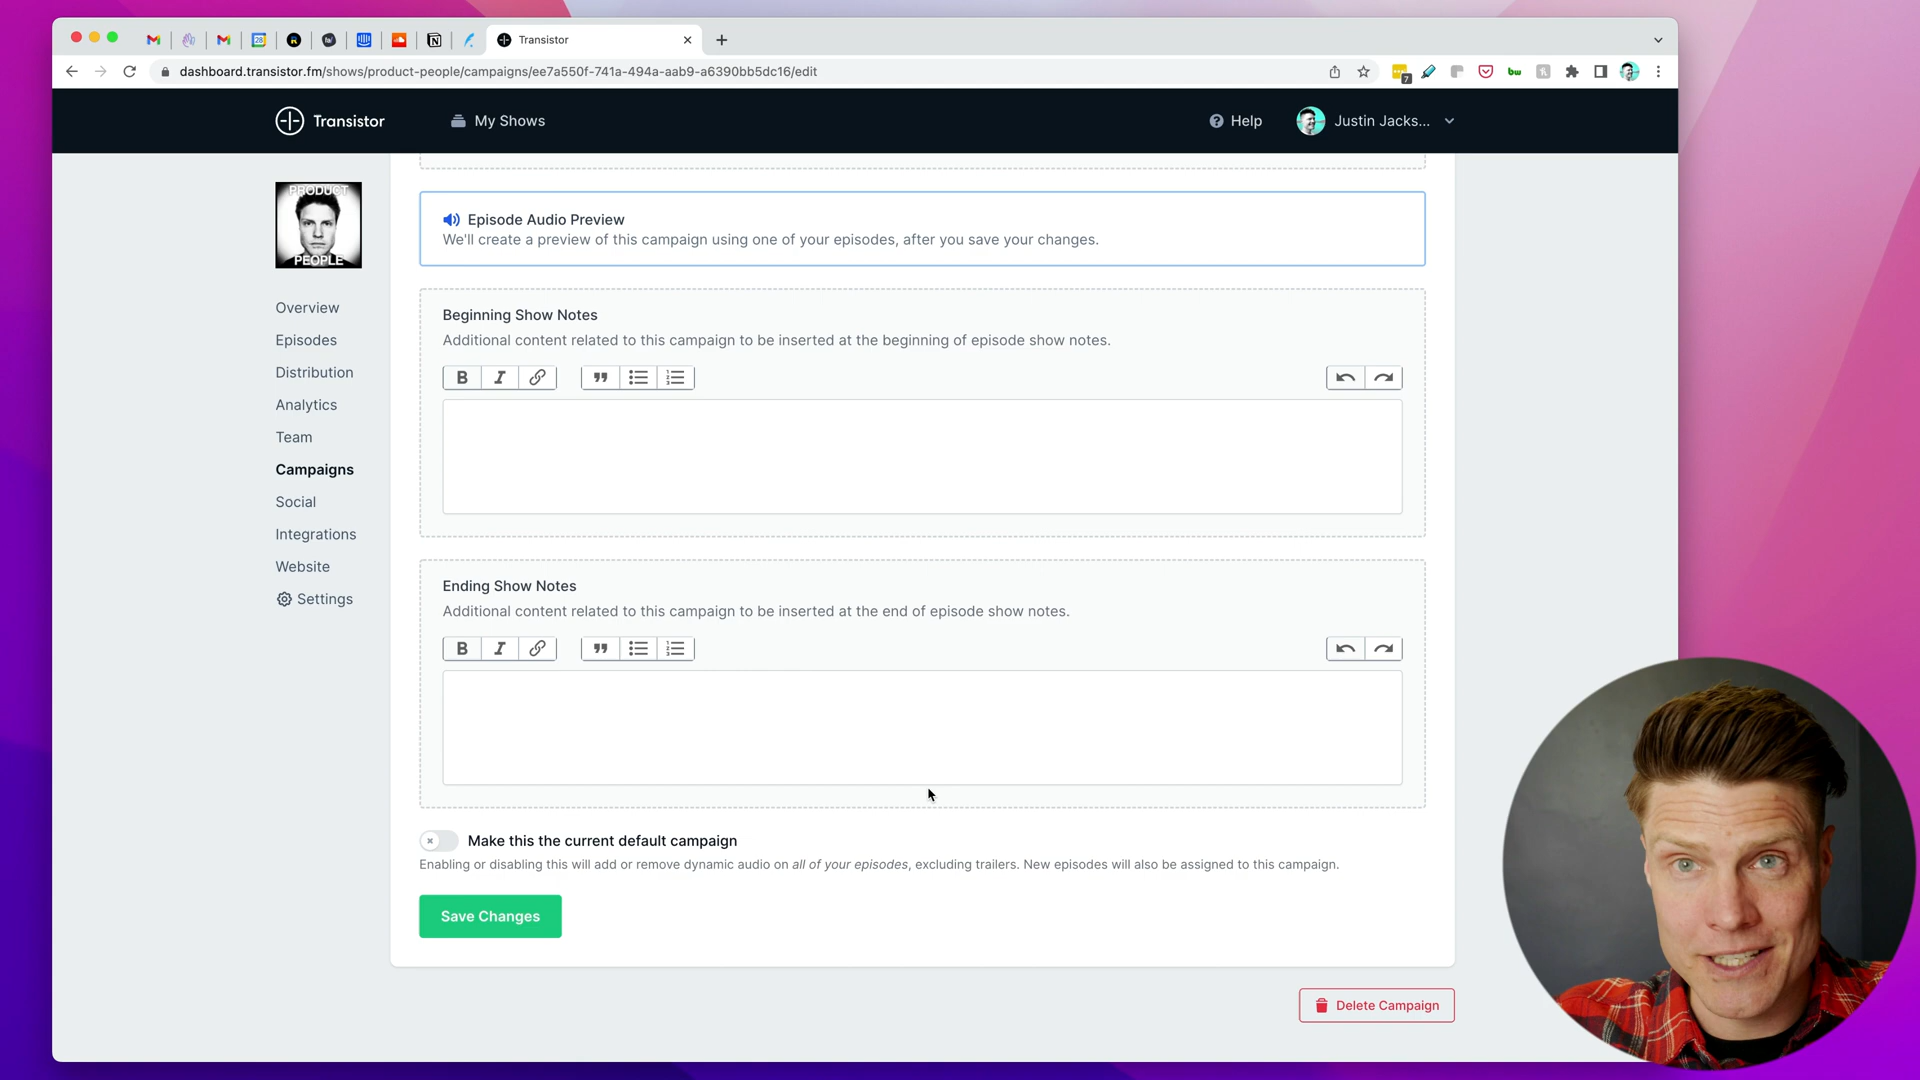 Transistor
dashboard.transistor.fm/shows/product-people/campaigns/ee7a550f-741a-494a-aab9-a6390bb5dc16/edit
7
Transistor
My Shows
Help
Justin Jacks...
PRODUCT
PEOPLE
Overview
Episodes
Distribution
Analytics
Team
Campaigns
Social
Integrations
Website
Settings
Episode Audio Preview
We'll create a preview of this campaign using one of your episodes, after you save your changes.
Beginning Show Notes
Additional content related to this campaign to be inserted at the beginning of episode show notes.
B I
Ending Show Notes
Additional content related to this campaign to be inserted at the end of episode show notes.
B I
Make this the current default campaign
Enabling or disabling this will add or remove dynamic audio on all of your episodes, excluding trailers. New episodes will also be assigned to this campaign.
Save Changes
Delete Campaign